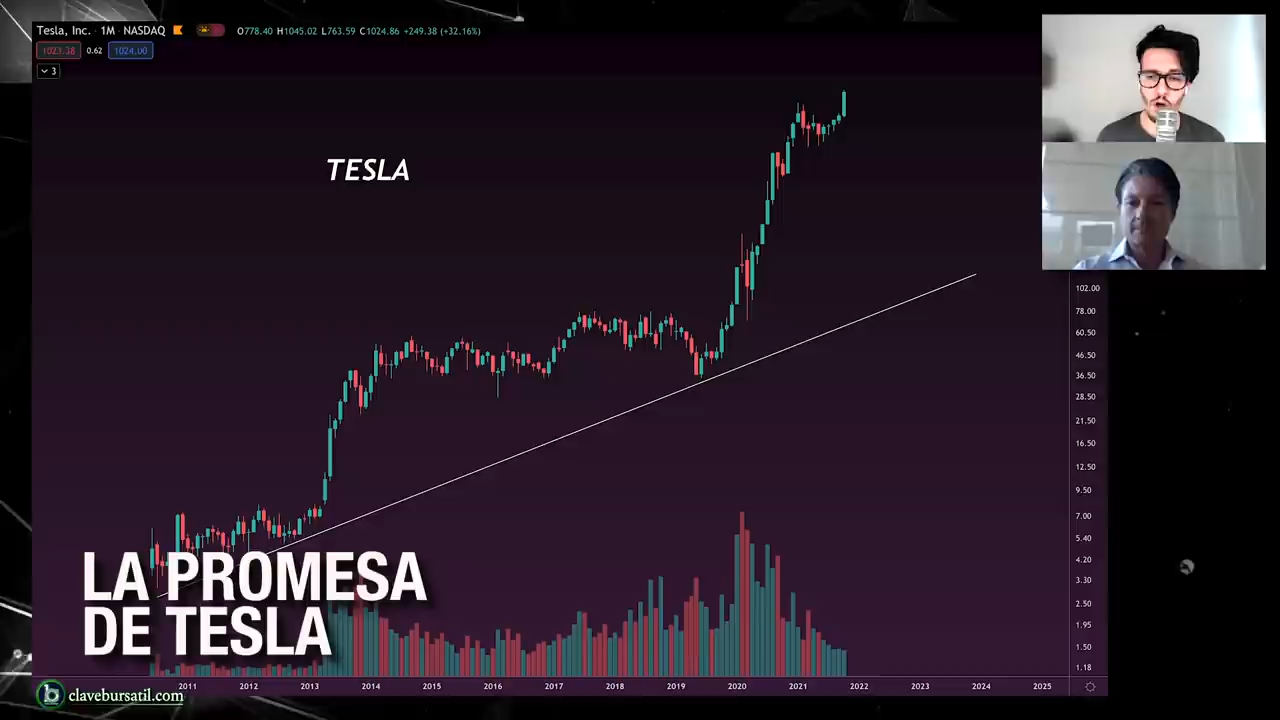 Tesla, Inc. · 1M · NASDAQ O778.40 H1045.02 L763.59 C1024.86 +249.38 (+32.16%)
1023.38 0.62 1024.00
3
TESLA
102.00
78.00
60.50
46.50
36.50
28.50
21.50
16.50
12.50
9.50
7.00
5.40
4.20
3.30
2.50
1.95
1.50
1.18
LA PROMESA
DE TESLA
2011 2012 2013 2014 2015 2016 2017 2018 2019 2020 2021 2022 2023 2024 2025
b clavebursatil.com